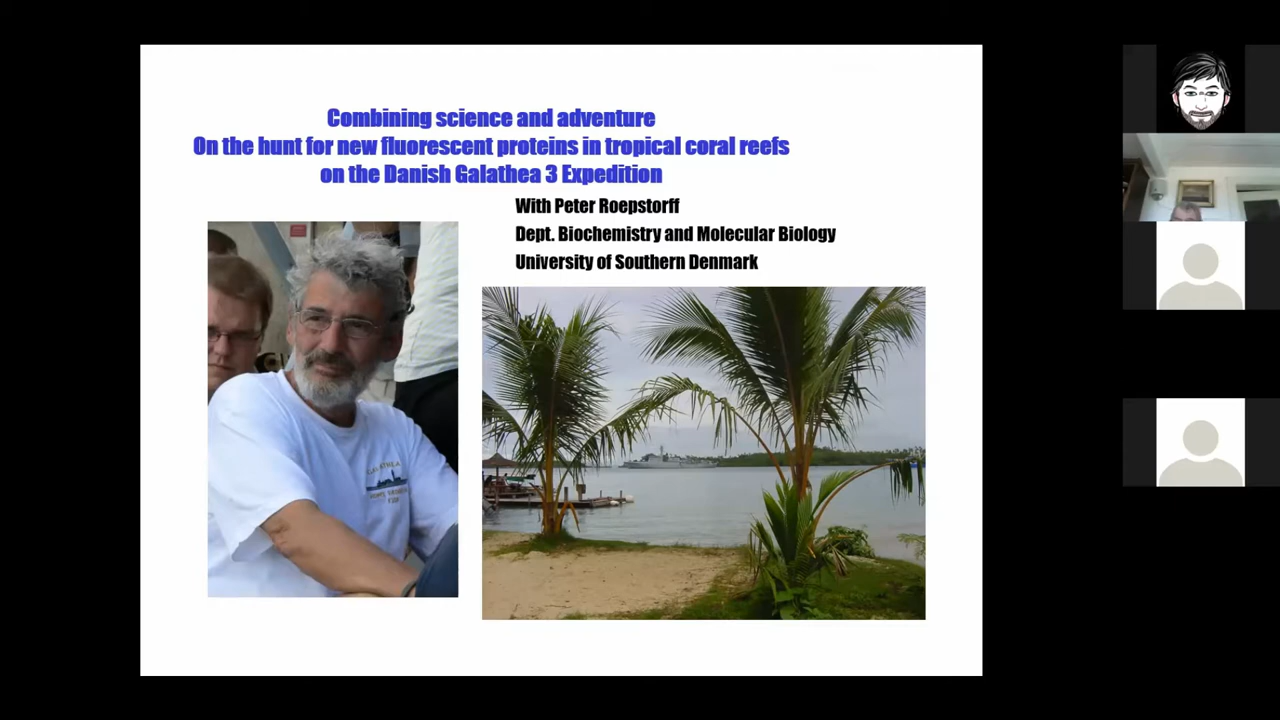 Combining science and adventure
On the hunt for new fluorescent proteins in tropical coral reefs
on the Danish Galathea 3 Expedition
With Peter Roepstorff
Dept. Biochemistry and Molecular Biology
University of Southern Denmark